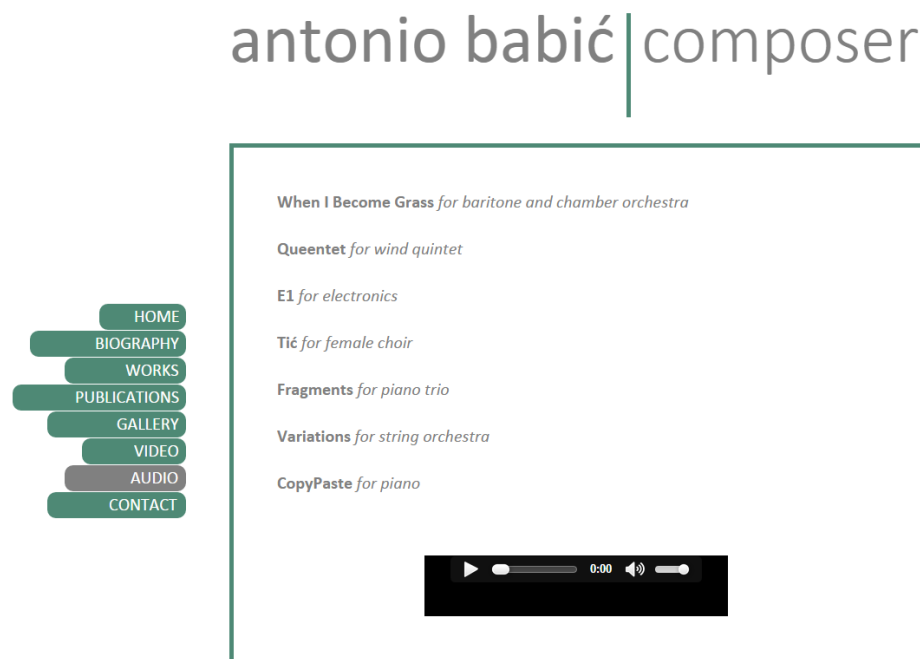 antonio babić composer
When I Become Grass for baritone and chamber orchestra
Queentet for wind quintet
E1 for electronics
Tić for female choir
Fragments for piano trio
Variations for string orchestra
CopyPaste for piano
HOME
BIOGRAPHY
WORKS
PUBLICATIONS
GALLERY
VIDEO
AUDIO
CONTACT
0:00